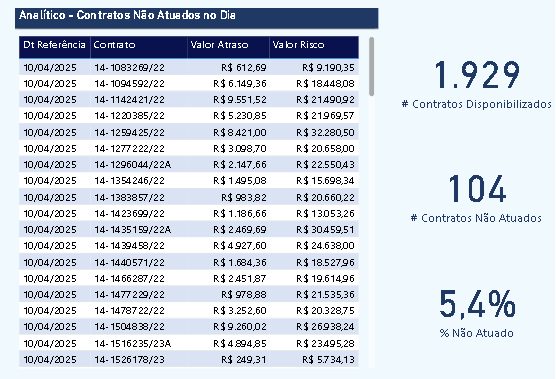 Analítico - Contratos Não Atuados no Dia
Dt Referência Contrato Valor Atraso Valor Risco
10/04/2025 14-1083269/22 R$ 612,69 R$ 9.190,35
10/04/2025 14-1094592/22 R$ 6.149,36 R$ 18.448,08
10/04/2025 14-1142421/22 R$ 9.551,52 R$ 21.490,92
10/04/2025 14-1220385/22 R$ 5.230,85 R$ 21.969,57
10/04/2025 14-1259425/22 R$ 8.421,00 R$ 32.280,50
10/04/2025 14-1277222/22 R$ 3.098,70 R$ 20.658,00
10/04/2025 14-1296044/22A R$ 2.147,66 R$ 22.550,43
10/04/2025 14-1354246/22 R$ 1.495,08 R$ 15.698,34
10/04/2025 14-1383857/22 R$ 983,82 R$ 20.660,22
10/04/2025 14-1423699/22 R$ 1.186,66 R$ 13.053,26
10/04/2025 14-1435159/22A R$ 2.469,69 R$ 30.459,51
10/04/2025 14-1439458/22 R$ 4.927,60 R$ 24.638,00
10/04/2025 14-1440571/22 R$ 1.684,36 R$ 18.527,96
10/04/2025 14-1466287/22 R$ 2.451,87 R$ 19.614,96
10/04/2025 14-1477229/22 R$ 978,88 R$ 21.535,36
10/04/2025 14-1478722/22 R$ 3.252,60 R$ 20.328,75
10/04/2025 14-1504838/22 R$ 9.260,02 R$ 26.938,24
10/04/2025 14-1516235/23A R$ 4.894,85 R$ 23.495,28
10/04/2025 14-1526178/23 R$ 249,31 R$ 5.734,13
1.929
# Contratos Disponibilizados
104
# Contratos Não Atuados
5,4%
% Não Atuado